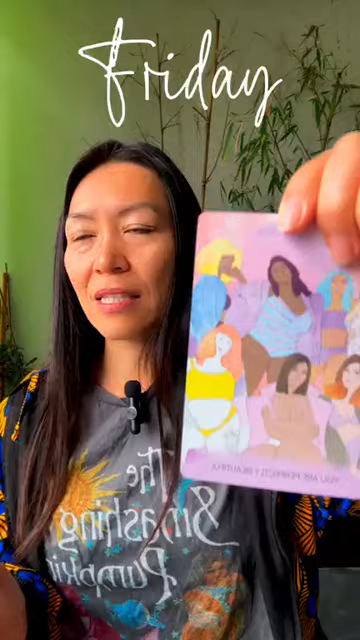 Friday
YOU ARE PERFECTLY BEAUTIFUL
The
Smashing
Pumpkins